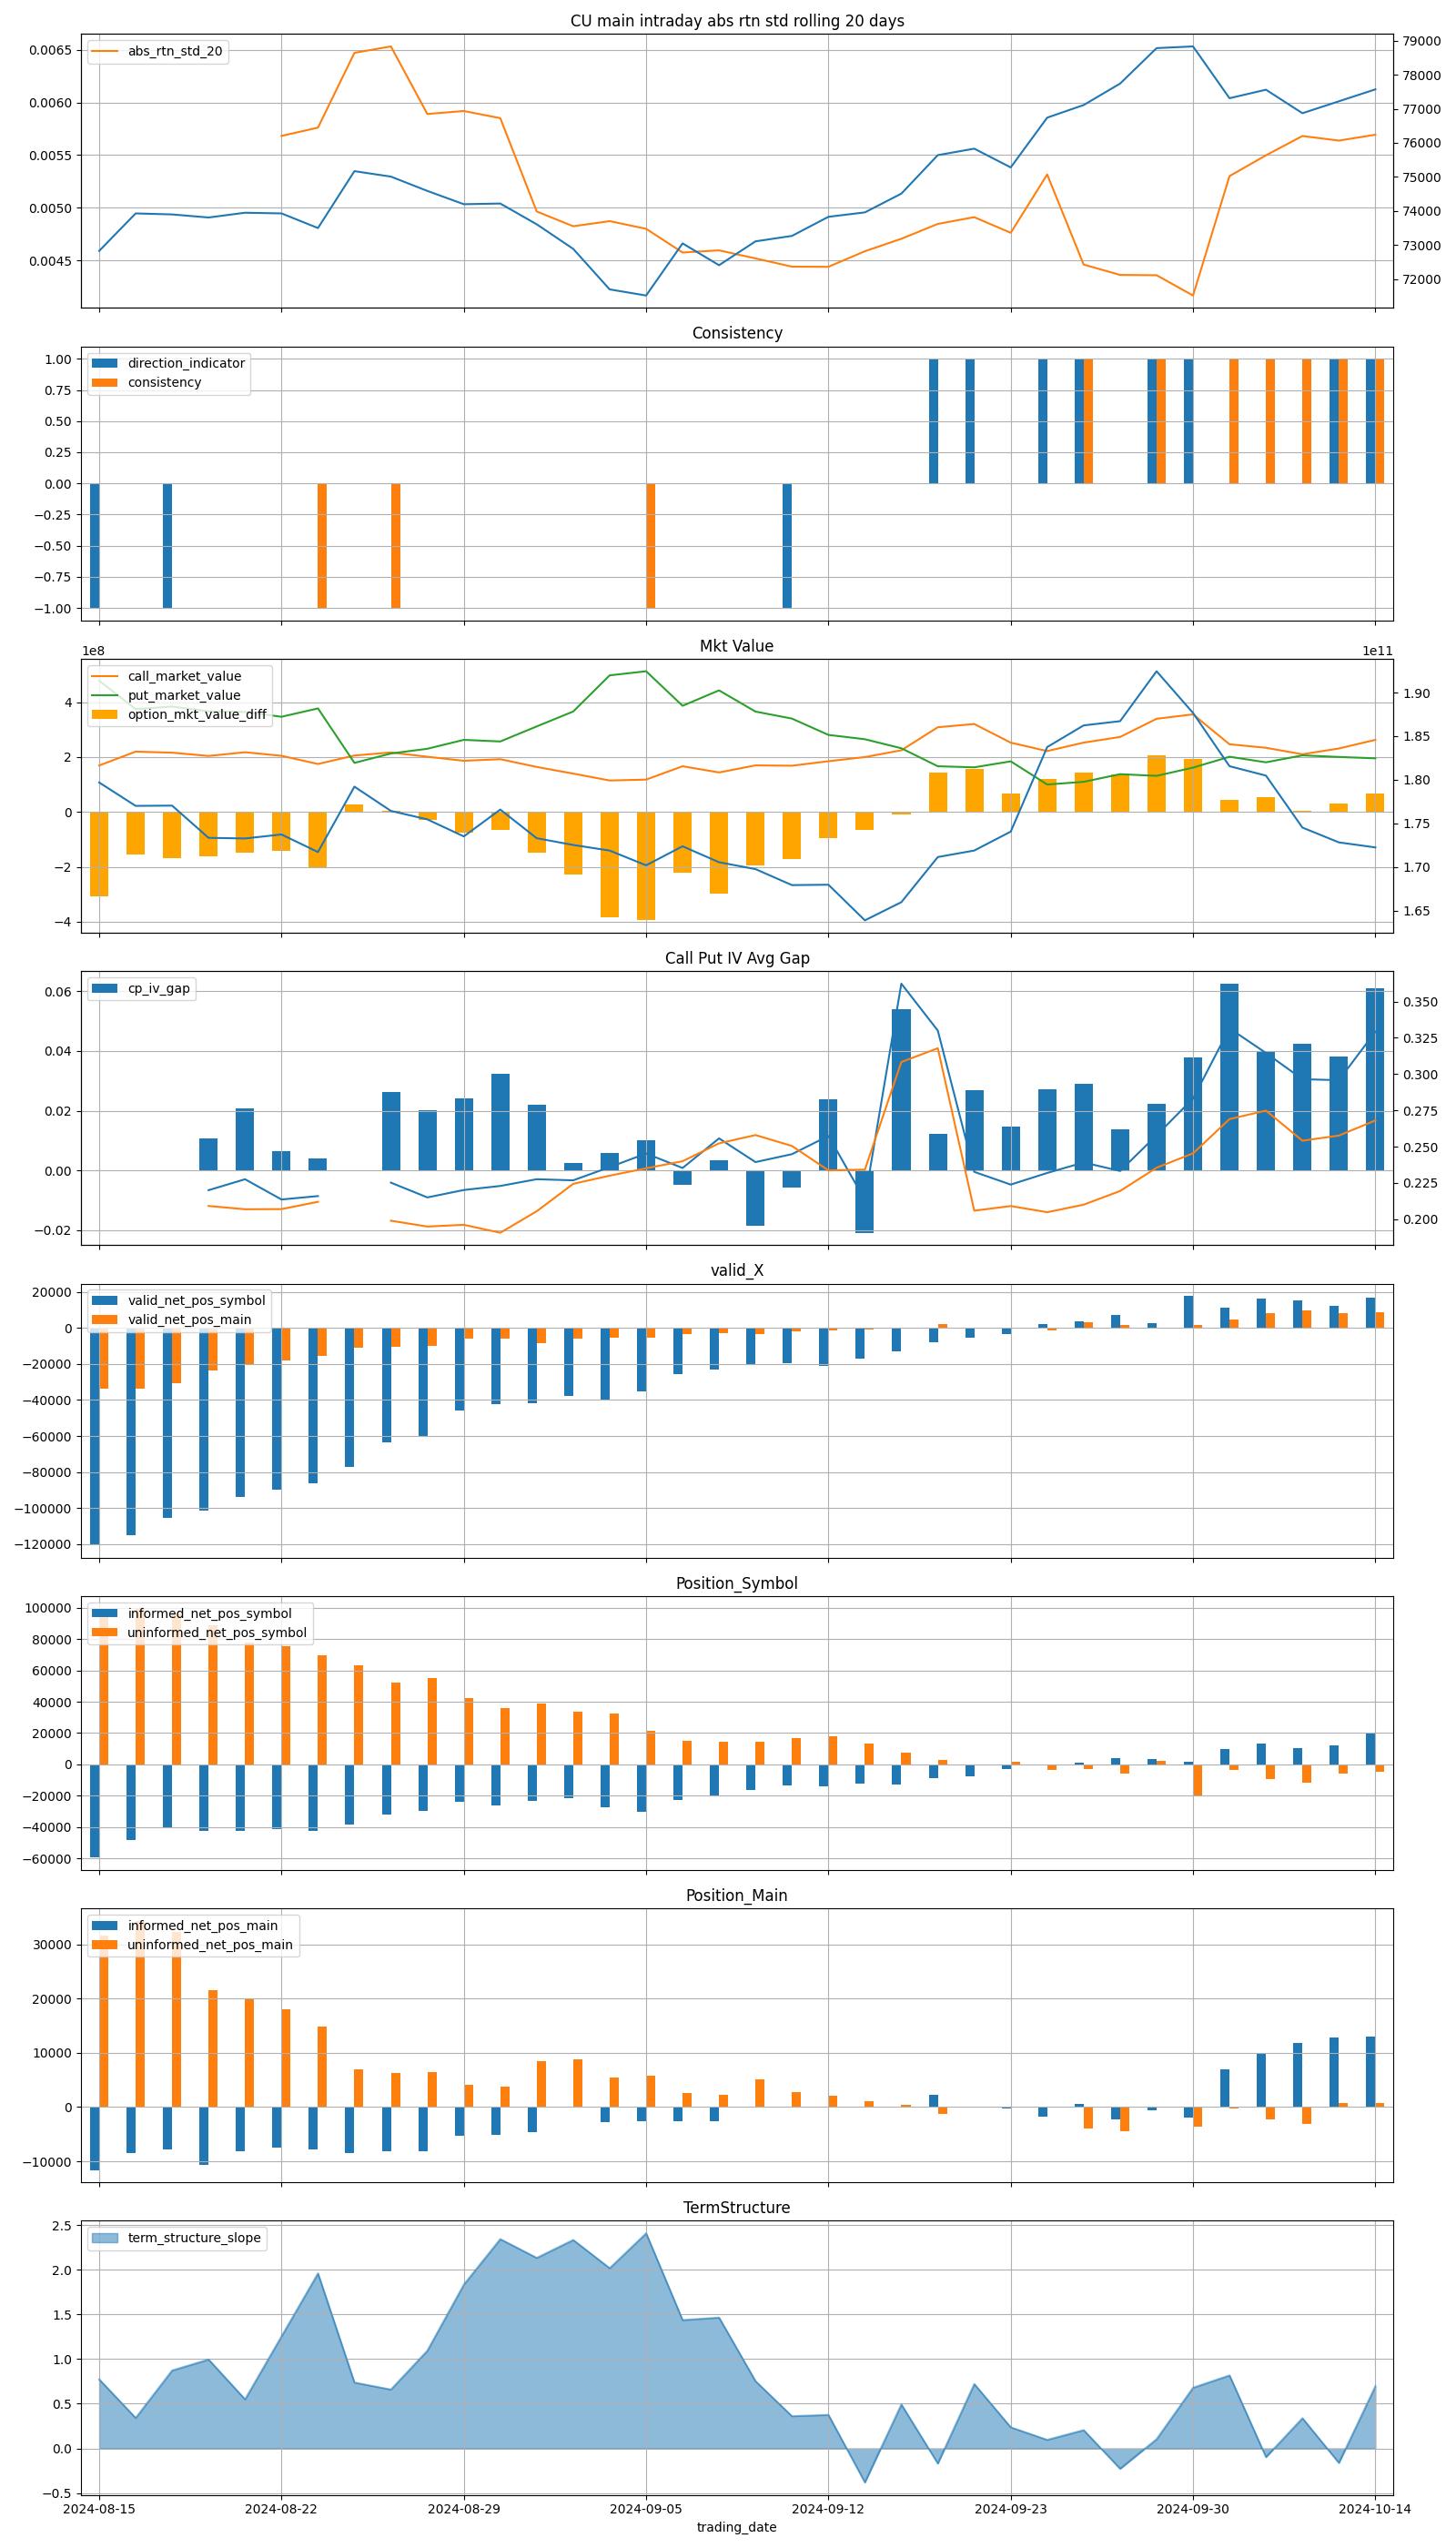 CU main intraday abs rtn std rolling 20 days
abs_rtn_std_20
0.0065
0.0060
0.0055
0.0050
0.0045
79000
78000
77000
76000
75000
74000
73000
72000
Consistency
direction_indicator
consistency
1.00
0.75
0.50
0.25
0.00
−0.25
−0.50
−0.75
−1.00
Mkt Value
1e8
1e11
call_market_value
put_market_value
option_mkt_value_diff
4
2
0
−2
−4
1.90
1.85
1.80
1.75
1.70
1.65
Call Put IV Avg Gap
cp_iv_gap
0.06
0.04
0.02
0.00
−0.02
0.350
0.325
0.300
0.275
0.250
0.225
0.200
valid_X
valid_net_pos_symbol
valid_net_pos_main
20000
0
−20000
−40000
−60000
−80000
−100000
−120000
Position_Symbol
informed_net_pos_symbol
uninformed_net_pos_symbol
100000
80000
60000
40000
20000
0
−20000
−40000
−60000
Position_Main
informed_net_pos_main
uninformed_net_pos_main
30000
20000
10000
0
−10000
TermStructure
term_structure_slope
2.5
2.0
1.5
1.0
0.5
0.0
−0.5
2024-08-15 2024-08-22 2024-08-29 2024-09-05 2024-09-12 2024-09-23 2024-09-30 2024-10-14
trading_date